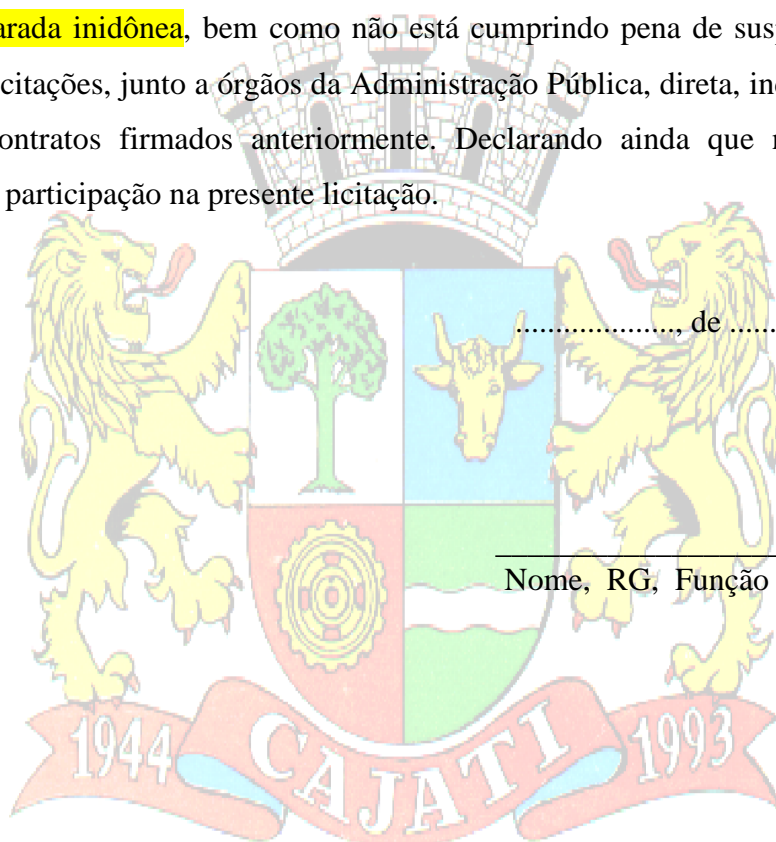 arada inidônea, bem como não está cumprindo pena de susp
citações, junto a órgãos da Administração Pública, direta, in
ontratos firmados anteriormente. Declarando ainda que
participação na presente licitação.
...................., de ......
Nome, RG, Função
1944 CAJATI 1993